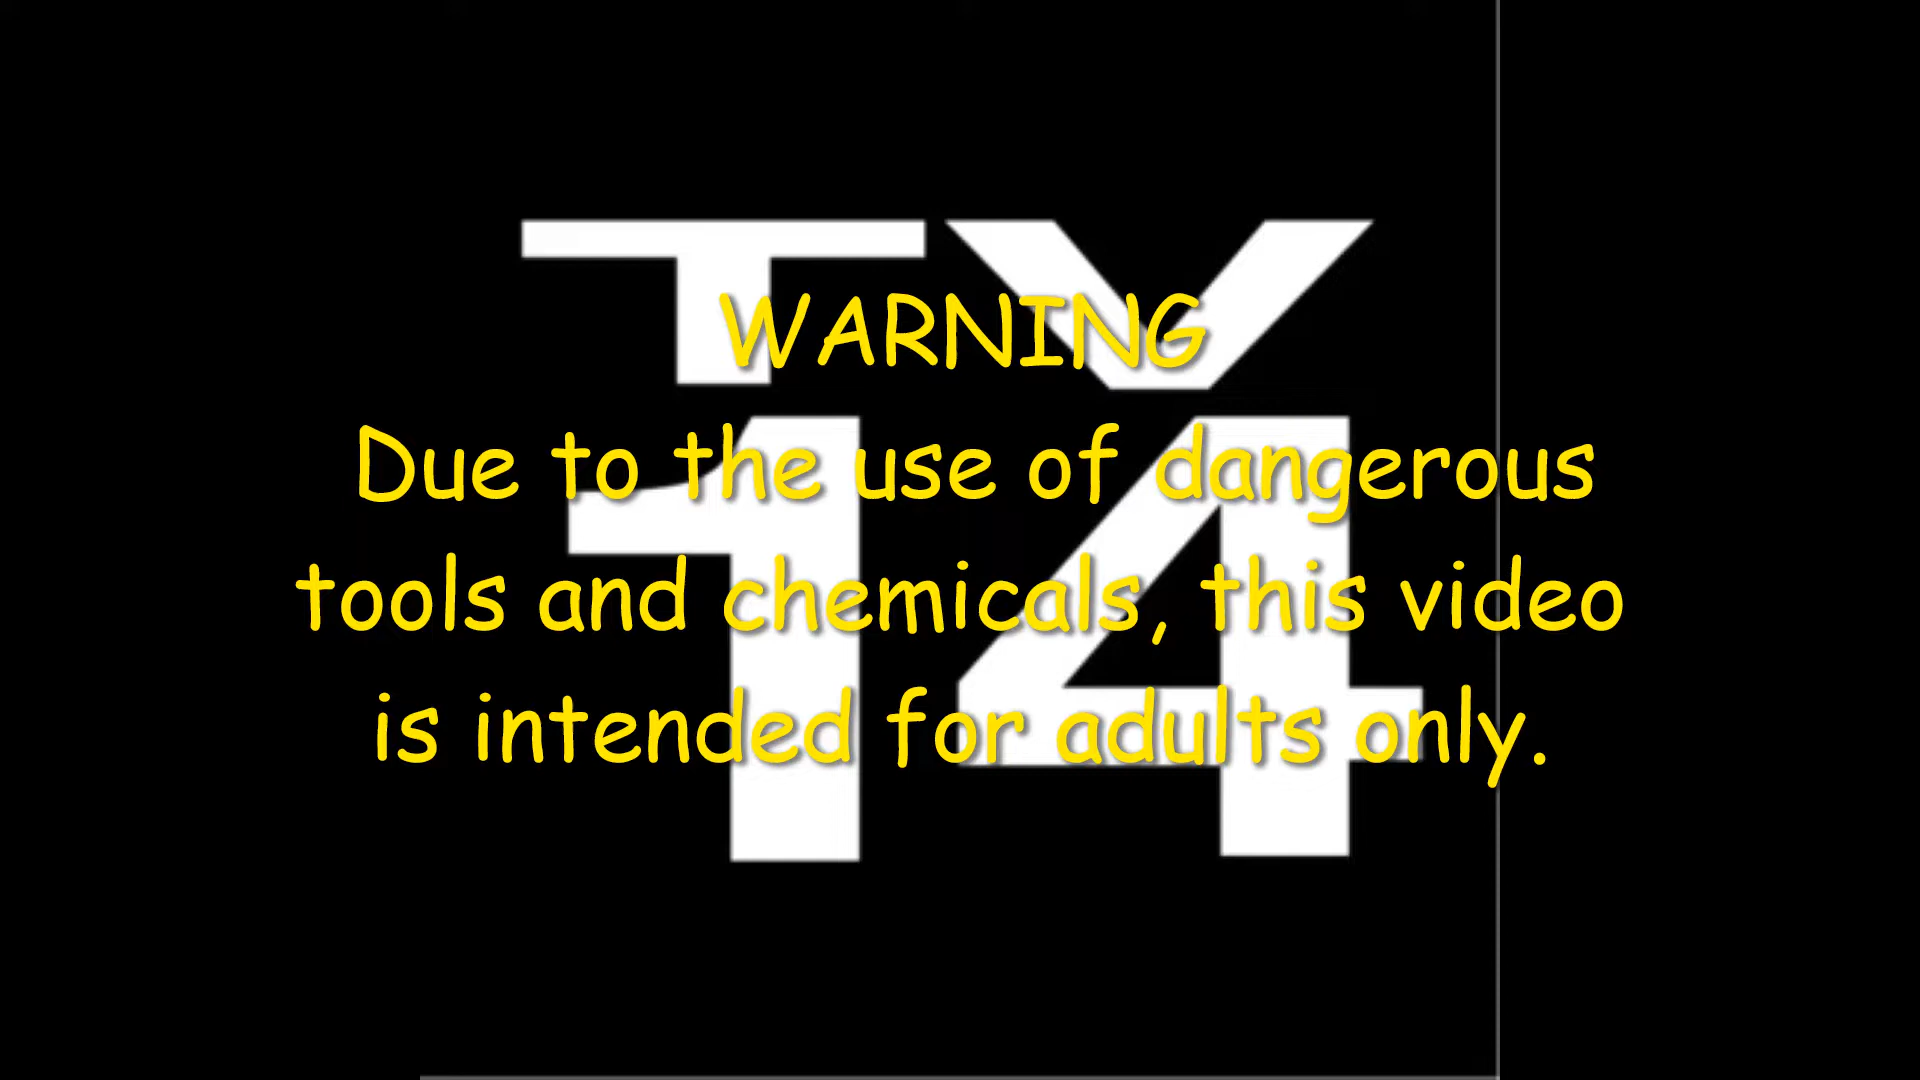 TV
14
WARNING
Due to the use of dangerous
tools and chemicals, this video
is intended for adults only.